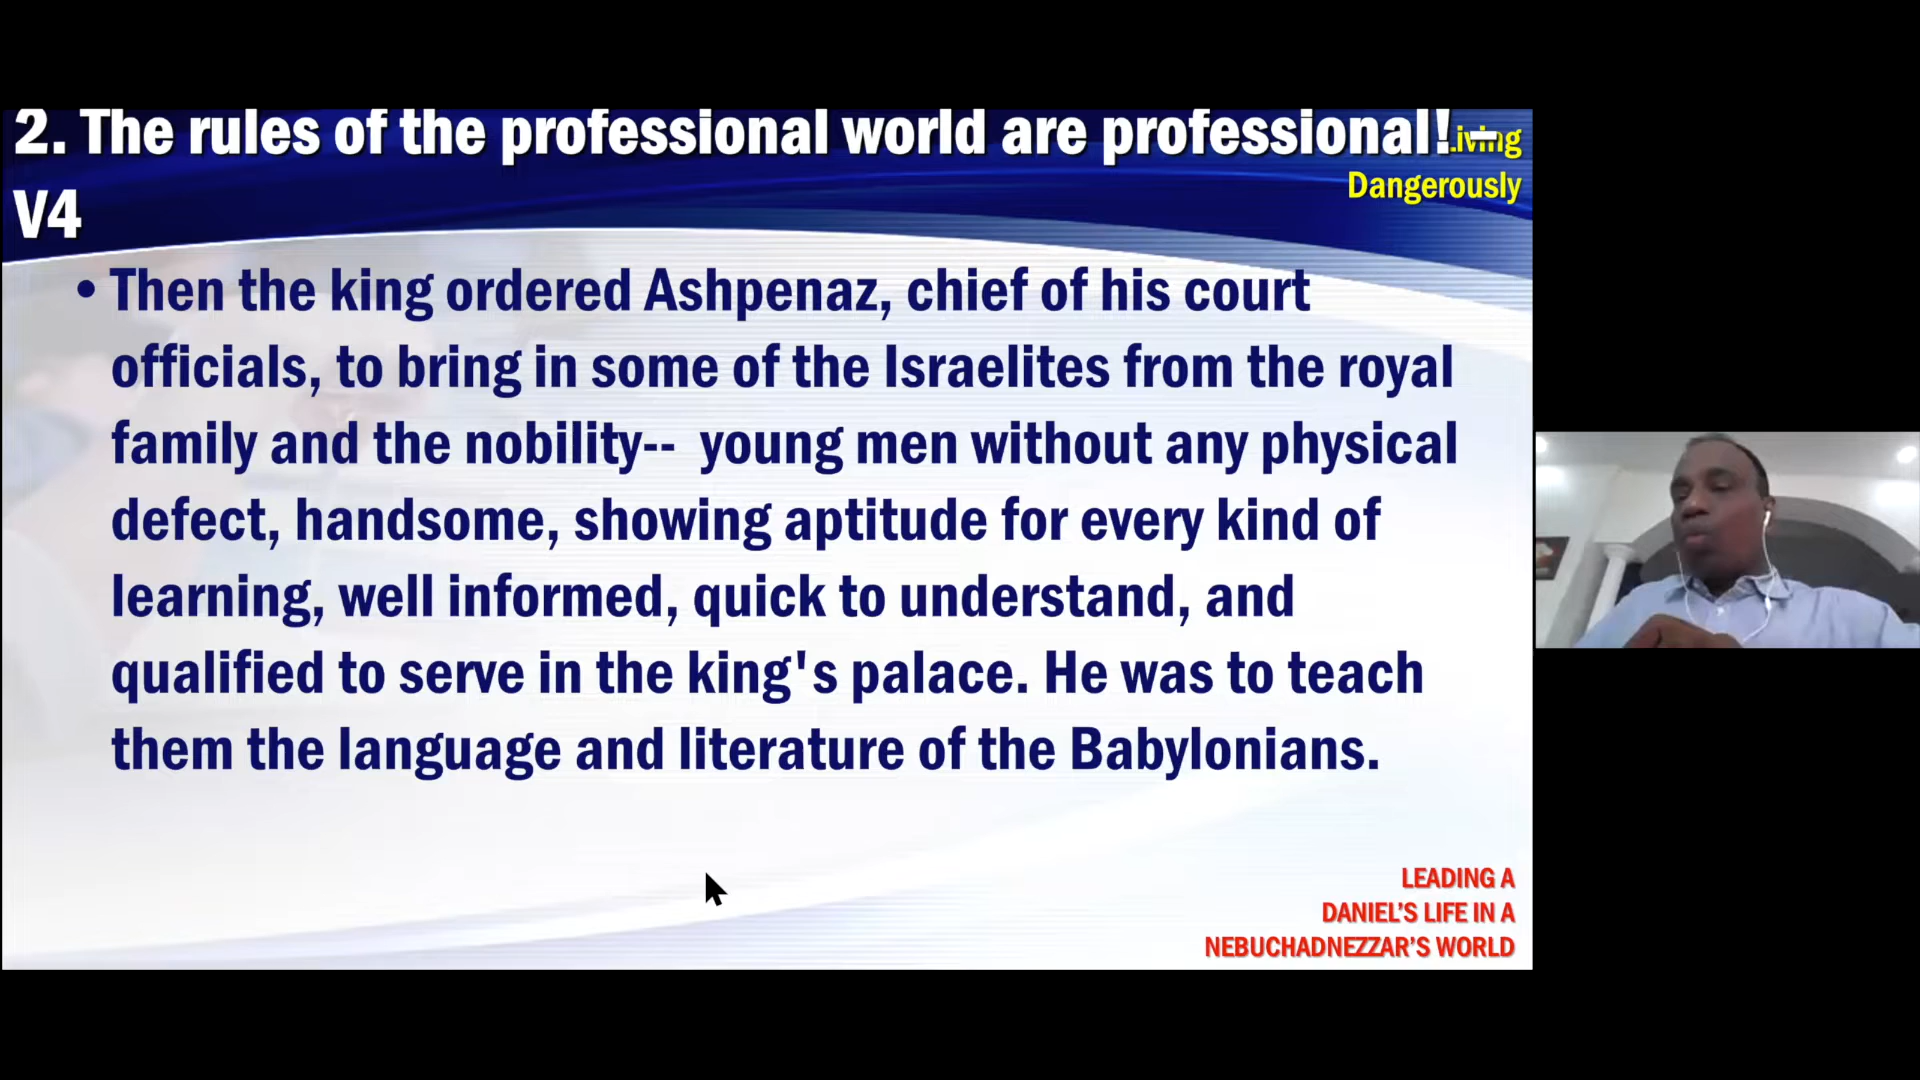 2. The rules of the professional world are professional! –
V4
Dangerously
• Then the king ordered Ashpenaz, chief of his court
officials, to bring in some of the Israelites from the royal
family and the nobility-- young men without any physical
defect, handsome, showing aptitude for every kind of
learning, well informed, quick to understand, and
qualified to serve in the king's palace. He was to teach
them the language and literature of the Babylonians.
LEADING A
DANIEL’S LIFE IN A
NEBUCHADNEZZAR’S WORLD